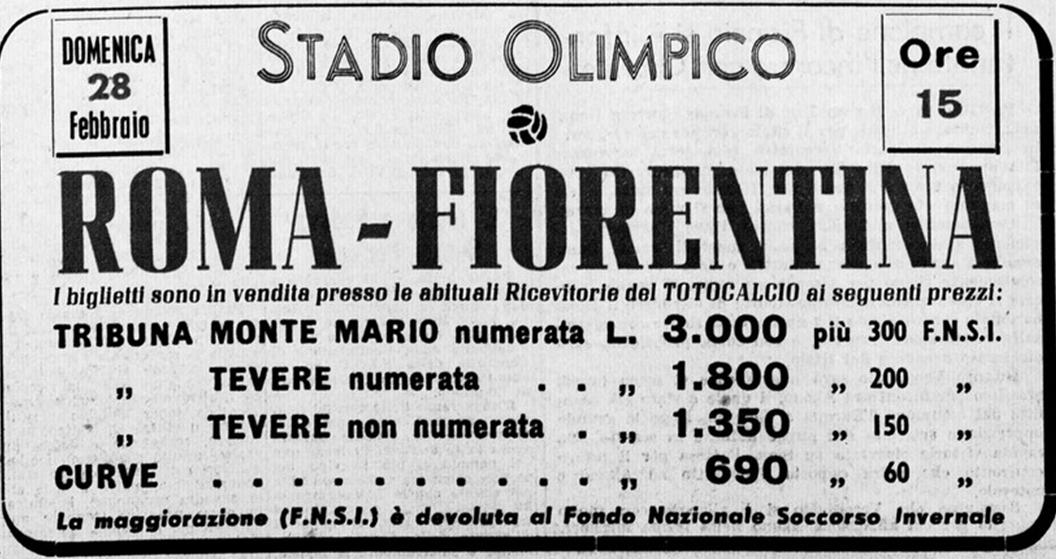 DOMENICA
28
Febbraio
STADIO OLIMPICO
Ore
15
ROMA - FIORENTINA
I biglietti sono in vendita presso le abituali Ricevitorie del TOTOCALCIO ai seguenti prezzi:
TRIBUNA MONTE MARIO numerata L. 3.000 più 300 F.N.S.I.
„ TEVERE numerata . . „ 1.800 „ 200 „
„ TEVERE non numerata . „ 1.350 „ 150 „
CURVE . . . . . . . . . . „ 690 „ 60 „
La maggiorazione (F.N.S.I.) è devoluta al Fondo Nazionale Soccorso Invernale